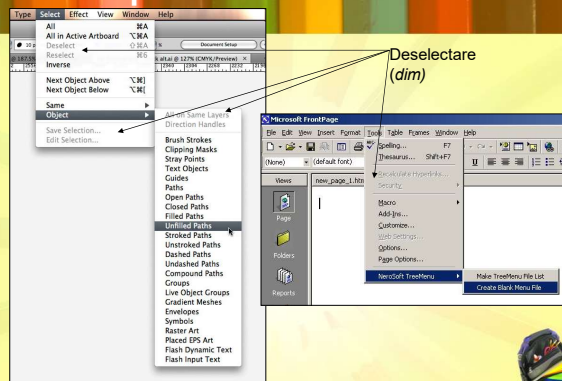 Type Select Effect View Window Help
All ⌘A
All in Active Artboard ⌥⌘A
Deselect ⇧⌘A
Reselect ⌘6
Inverse
Next Object Above ⌥⌘]
Next Object Below ⌥⌘[
Same
Object
Save Selection...
Edit Selection...
Document Setup
alt.ai @ 127% (CMYK/Preview)
All on Same Layers
Direction Handles
Brush Strokes
Clipping Masks
Stray Points
Text Objects
Guides
Paths
Open Paths
Closed Paths
Filled Paths
Unfilled Paths
Stroked Paths
Unstroked Paths
Dashed Paths
Undashed Paths
Compound Paths
Groups
Live Object Groups
Gradient Meshes
Envelopes
Symbols
Raster Art
Placed EPS Art
Flash Dynamic Text
Flash Input Text
Deselectare
(dim)
Microsoft FrontPage
File Edit View Insert Format Tools Table Frames Window Help
(None) (default font)
Views new_page_1.htm
Page
Folders
Reports
Spelling... F7
Thesaurus... Shift+F7
Recalculate Hyperlinks...
Security
Macro
Add-Ins...
Customize...
Web Settings...
Options...
Page Options...
NeroSoft TreeMenu
Make TreeMenu File List
Create Blank Menu File